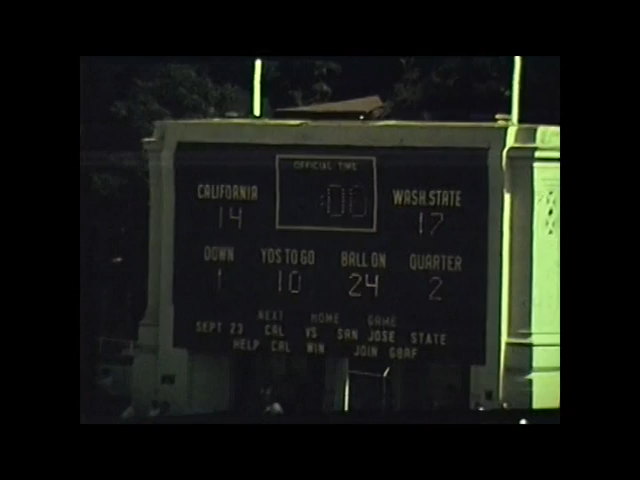 OFFICIAL TIME
CALIFORNIA :00 WASH.STATE
14 17
DOWN YDS TO GO BALL ON QUARTER
1 10 24 2
NEXT HOME GAME
SEPT 23 CAL VS SAN JOSE STATE
HELP CAL WIN JOIN GBAF